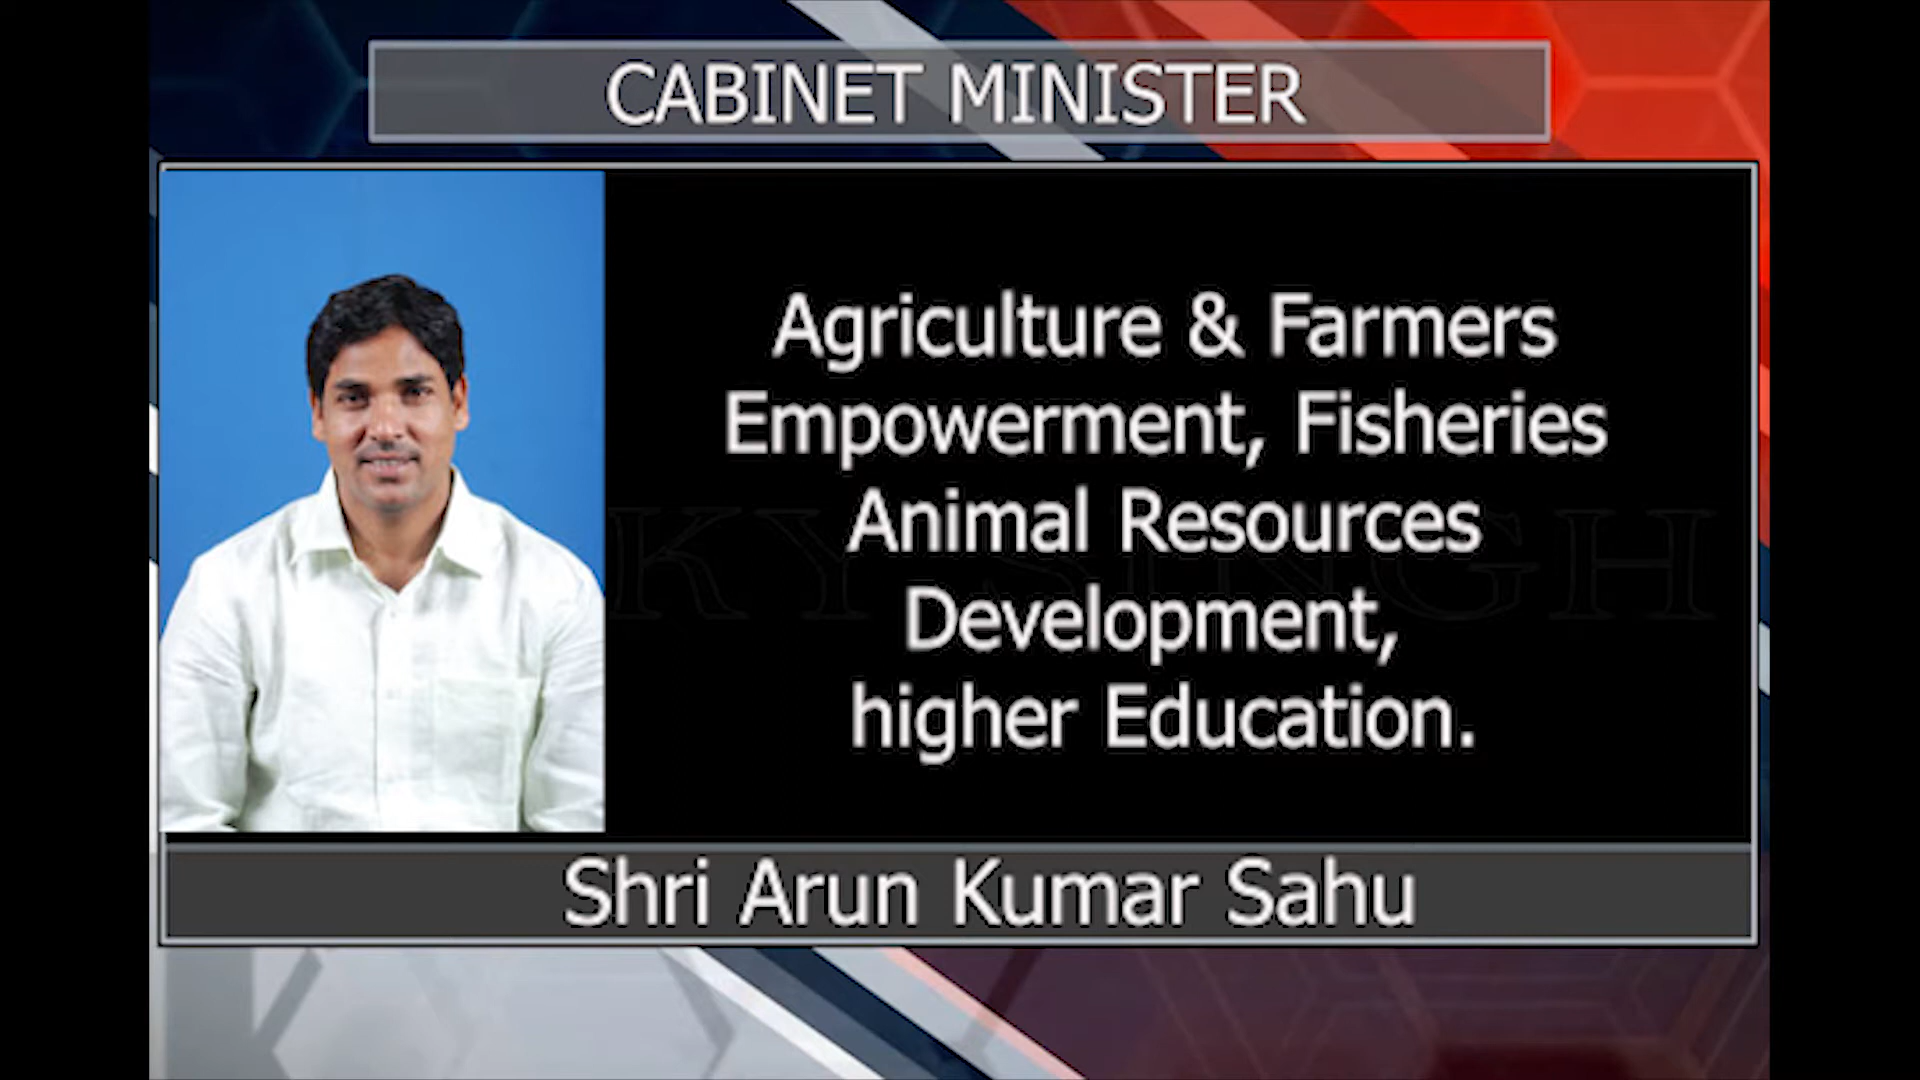 CABINET MINISTER
Agriculture & Farmers
Empowerment, Fisheries
Animal Resources
Development,
higher Education.
Shri Arun Kumar Sahu